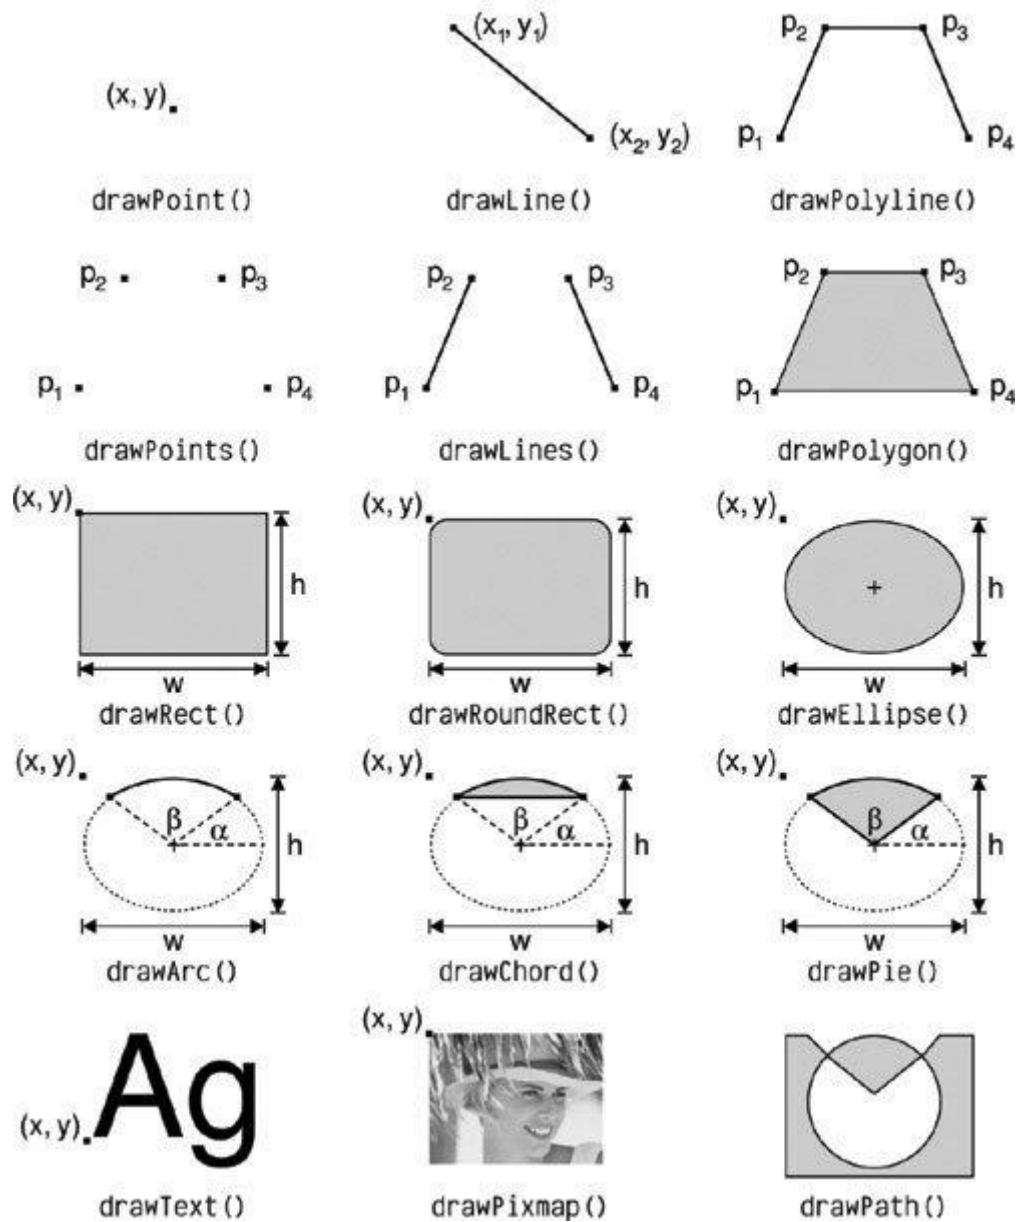 (x, y)
(x₁, y₁)
(x₂, y₂)
p₂ p₃
p₁ p₄
drawPoint() drawLine() drawPolyline()
p₂ p₃ p₂ p₃ p₂ p₃
p₁ p₄ p₁ p₄ p₁ p₄
drawPoints() drawLines() drawPolygon()
(x, y) (x, y) (x, y)
h h h
w w w
drawRect() drawRoundRect() drawEllipse()
(x, y) (x, y) (x, y)
β α h β α β α h
w w w
drawArc() drawChord() drawPie()
(x, y)
Ag
(x, y)
drawText() drawPixmap() drawPath()